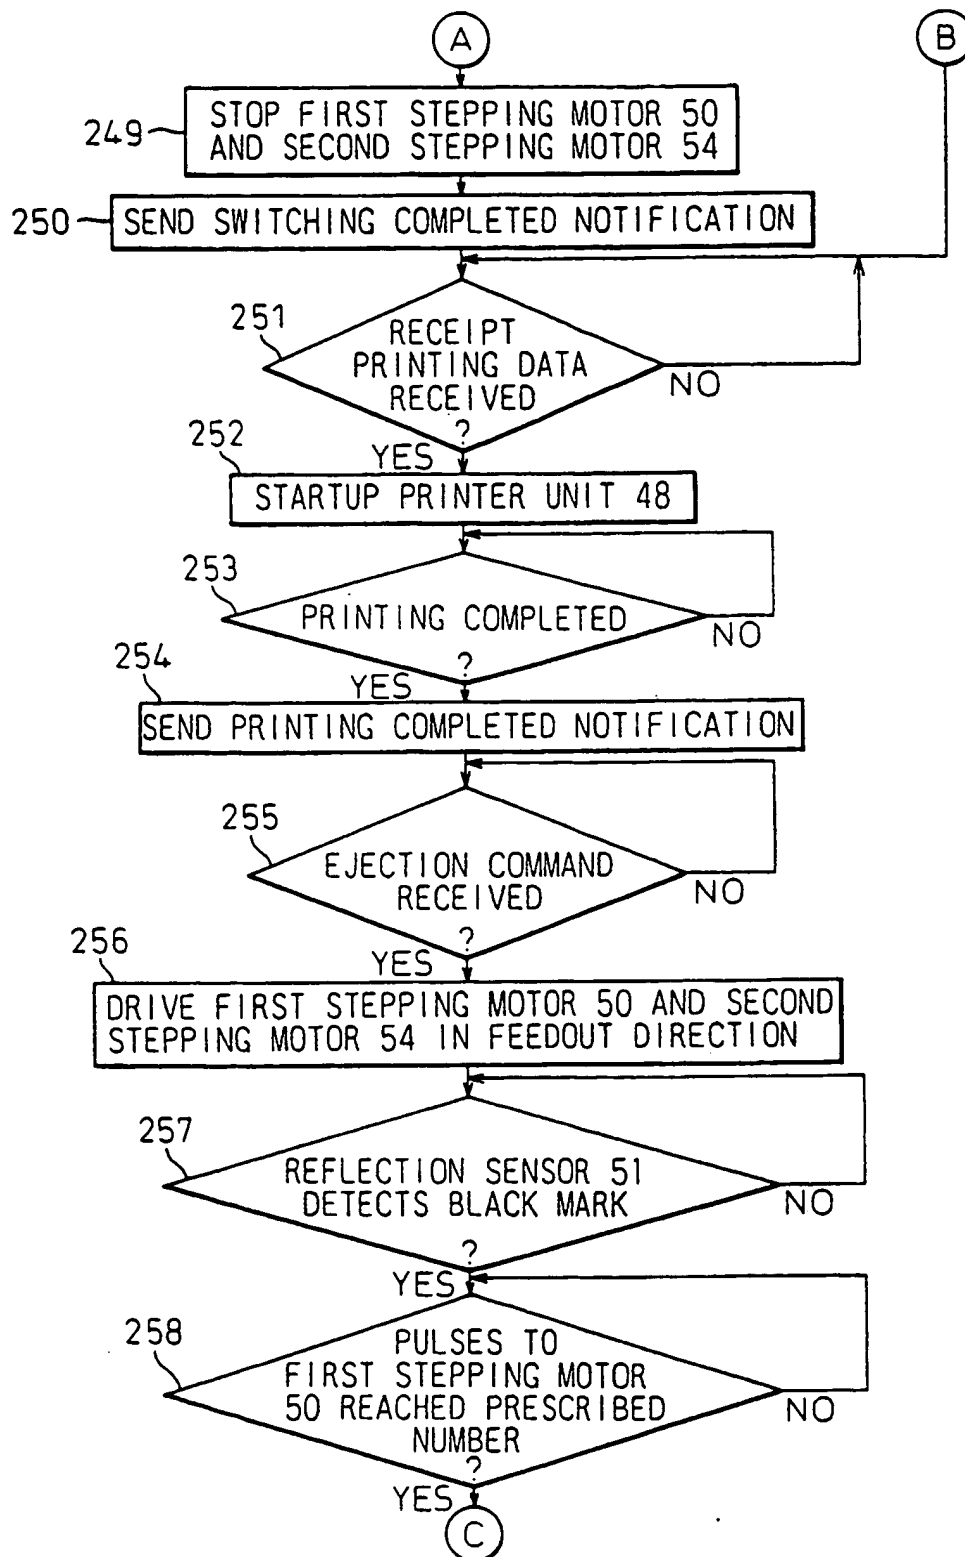 A
B
249
STOP FIRST STEPPING MOTOR 50
AND SECOND STEPPING MOTOR 54
250
SEND SWITCHING COMPLETED NOTIFICATION
251
RECEIPT
PRINTING DATA
RECEIVED
?
NO
YES
252
STARTUP PRINTER UNIT 48
253
PRINTING COMPLETED
?
NO
YES
254
SEND PRINTING COMPLETED NOTIFICATION
255
EJECTION COMMAND
RECEIVED
?
NO
YES
256
DRIVE FIRST STEPPING MOTOR 50 AND SECOND
STEPPING MOTOR 54 IN FEEDOUT DIRECTION
257
REFLECTION SENSOR 51
DETECTS BLACK MARK
?
NO
YES
258
PULSES TO
FIRST STEPPING MOTOR
50 REACHED PRESCRIBED
NUMBER
?
NO
YES
C